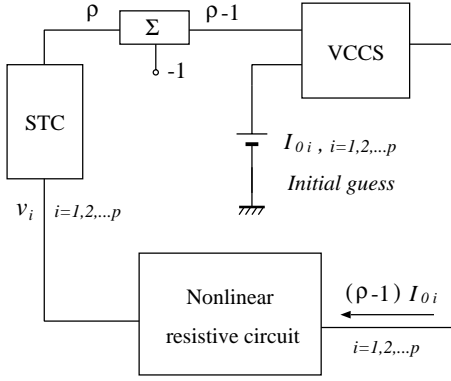 ρ
Σ
-1
ρ-1
VCCS
STC
I0i , i=1,2,...p
Initial guess
vi i=1,2,...p
Nonlinear
resistive circuit
(ρ-1) I0i
i=1,2,...p